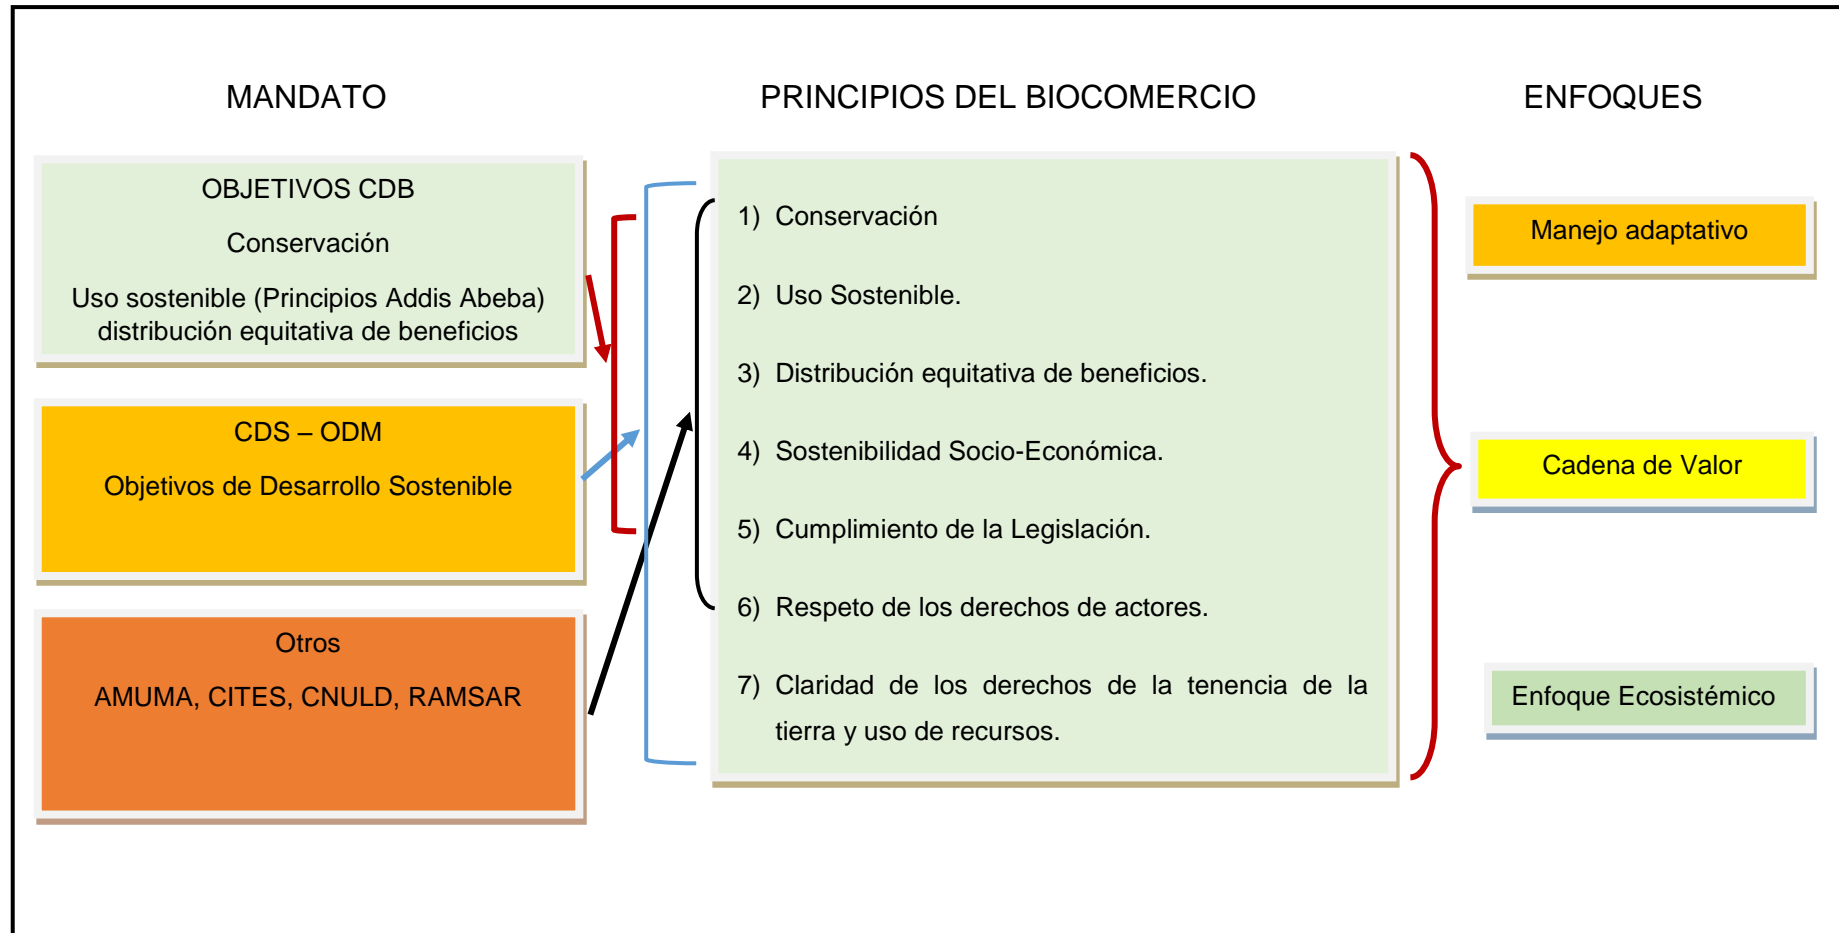 MANDATO
PRINCIPIOS DEL BIOCOMERCIO
ENFOQUES
OBJETIVOS CDB
Conservación
Uso sostenible (Principios Addis Abeba)
distribución equitativa de beneficios
CDS – ODM
Objetivos de Desarrollo Sostenible
Otros
AMUMA, CITES, CNULD, RAMSAR
1) Conservación
2) Uso Sostenible.
3) Distribución equitativa de beneficios.
4) Sostenibilidad Socio-Económica.
5) Cumplimiento de la Legislación.
6) Respeto de los derechos de actores.
7) Claridad de los derechos de la tenencia de la
tierra y uso de recursos.
Manejo adaptativo
Cadena de Valor
Enfoque Ecosistémico